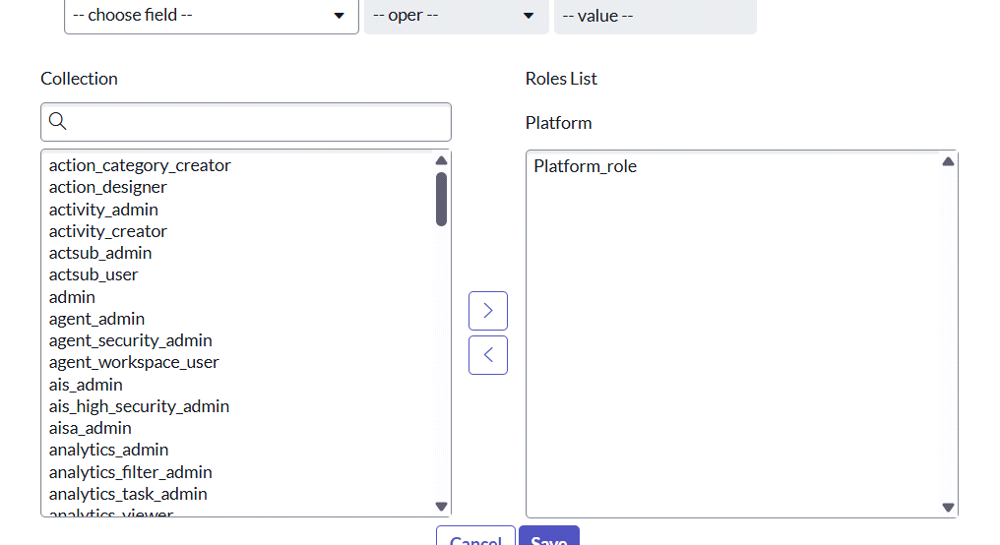 -- choose field --
-- oper --
-- value --
Collection
Roles List
Platform
action_category_creator
action_designer
activity_admin
activity_creator
actsub_admin
actsub_user
admin
agent_admin
agent_security_admin
agent_workspace_user
ais_admin
ais_high_security_admin
aisa_admin
analytics_admin
analytics_filter_admin
analytics_task_admin
analytics_viewer
Platform_role
Cancel
Save